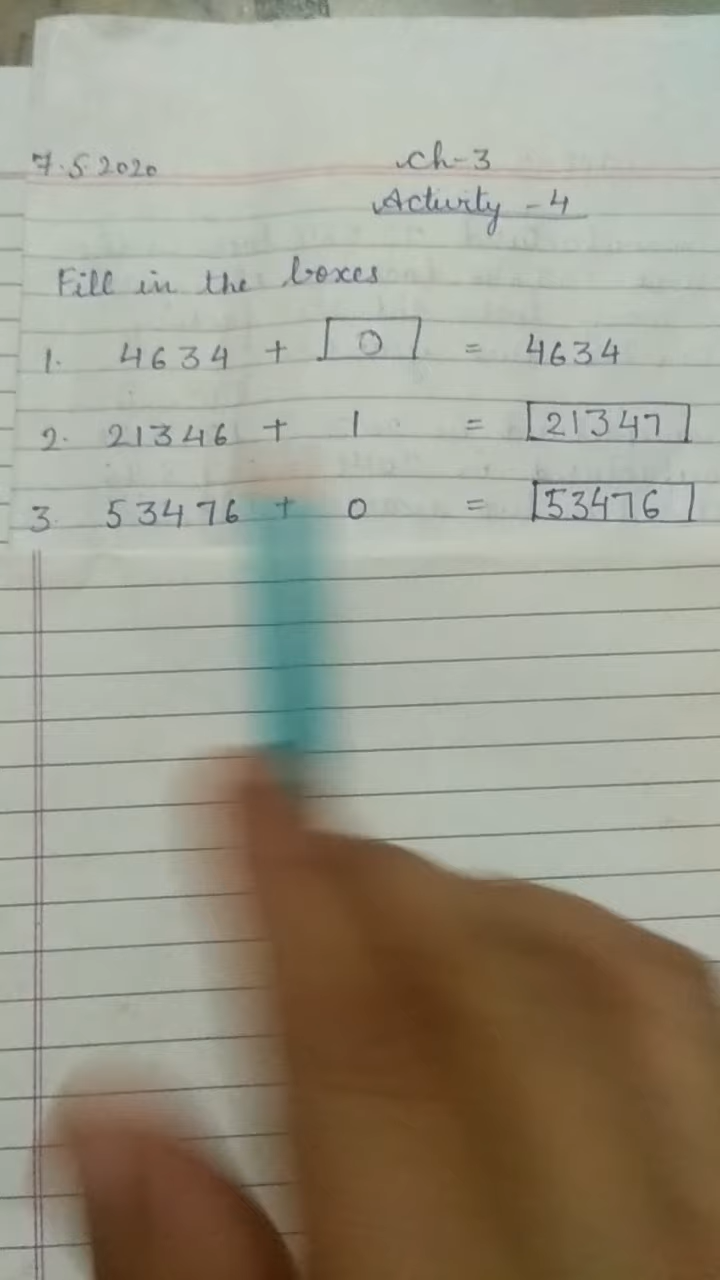 7.5.2020 Ch-3
Activity - 4
Fill in the boxes
1. 4634 + 0 = 4634
2. 21346 + 1 = 21347
3. 53476 + 0 = 53476